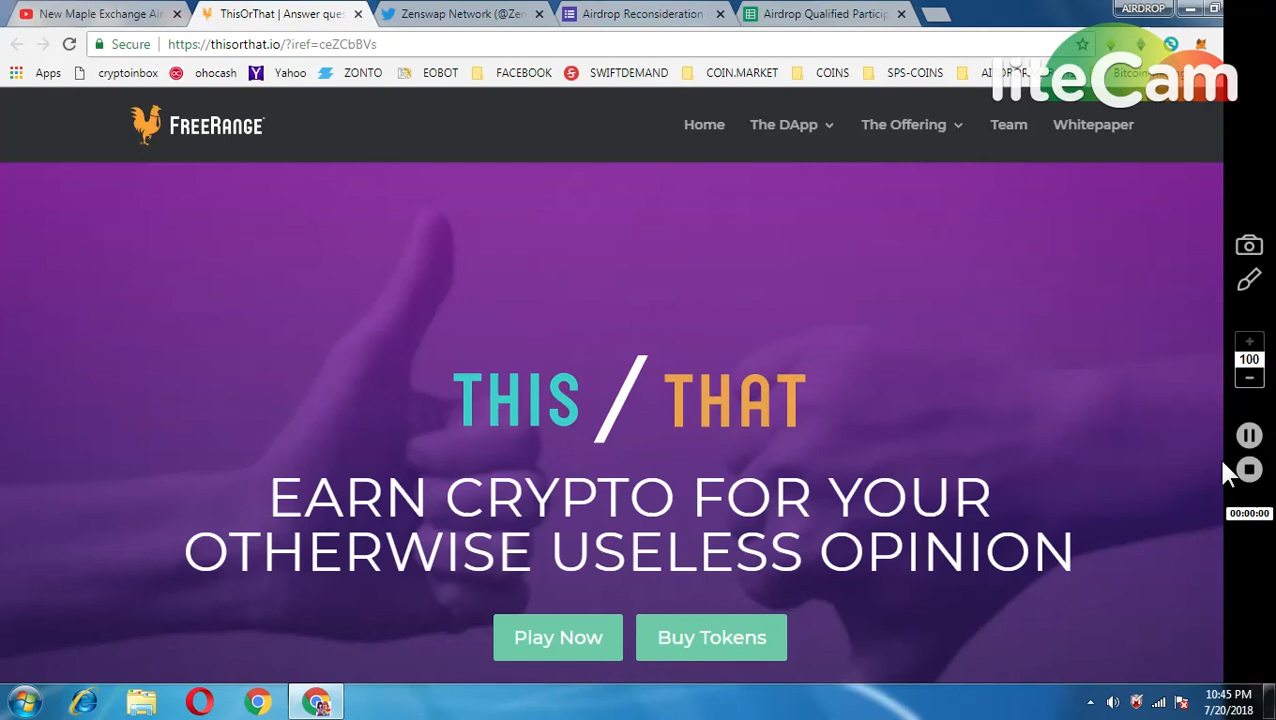 AIRDROP
New Maple Exchange Air
ThisOrThat | Answer ques
Zenswap Network (@Ze
Airdrop Reconsideration
Airdrop Qualified Particip
Secure https://thisorthat.io/?iref=ceZCbBVs
Apps cryptoinbox ohocash Yahoo EOBOT FACEBOOK SWIFTDEMAND COIN.MARKET COINS SPS-COINS
liteCam
FREERANGE
Home The DApp The Offering Team Whitepaper
THIS / THAT
EARN CRYPTO FOR YOUR
OTHERWISE USELESS OPINION
Play Now Buy Tokens
100
00:00:00
10:45 PM
7/20/2018